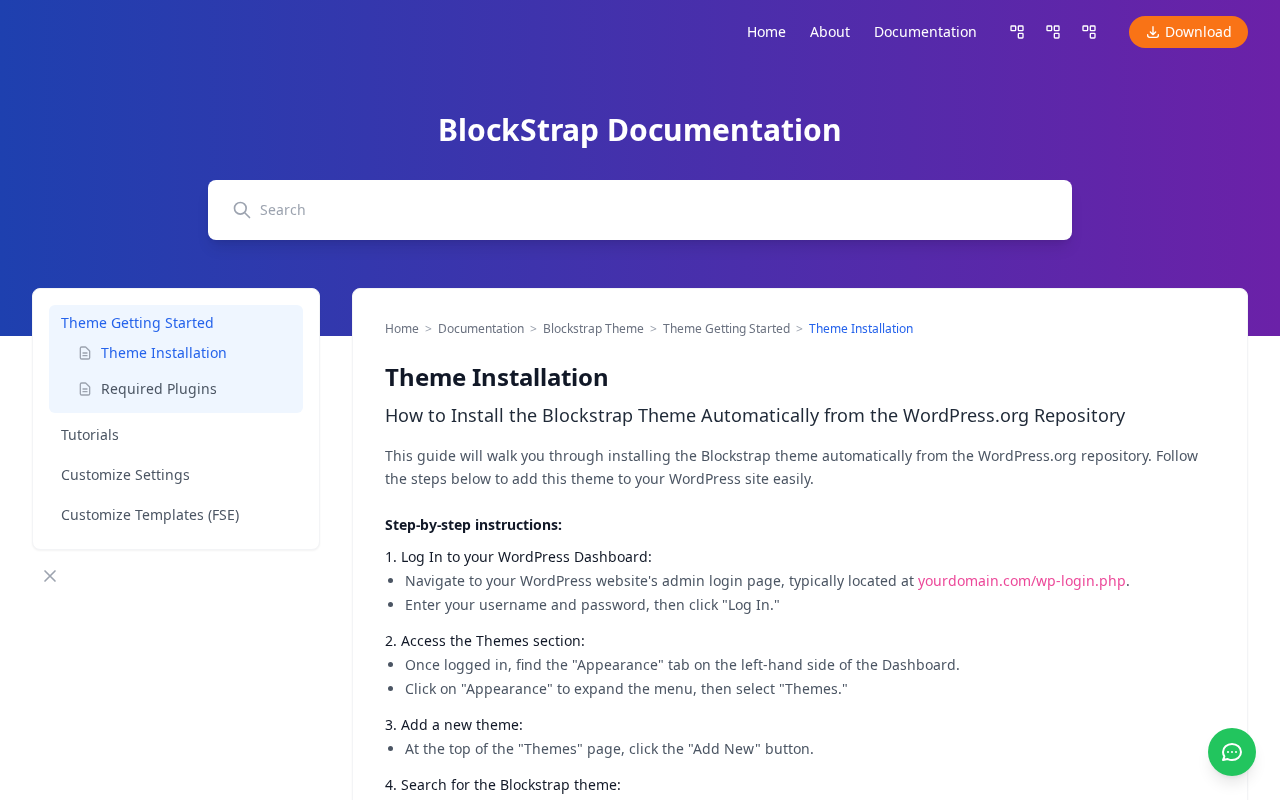 Home About Documentation Download
BlockStrap Documentation
Search
Theme Getting Started
Theme Installation
Required Plugins
Tutorials
Customize Settings
Customize Templates (FSE)
Home > Documentation > Blockstrap Theme > Theme Getting Started > Theme Installation
Theme Installation
How to Install the Blockstrap Theme Automatically from the WordPress.org Repository
This guide will walk you through installing the Blockstrap theme automatically from the WordPress.org repository. Follow
the steps below to add this theme to your WordPress site easily.
Step-by-step instructions:
1. Log In to your WordPress Dashboard:
• Navigate to your WordPress website's admin login page, typically located at yourdomain.com/wp-login.php.
• Enter your username and password, then click "Log In."
2. Access the Themes section:
• Once logged in, find the "Appearance" tab on the left-hand side of the Dashboard.
• Click on "Appearance" to expand the menu, then select "Themes."
3. Add a new theme:
• At the top of the "Themes" page, click the "Add New" button.
4. Search for the Blockstrap theme: